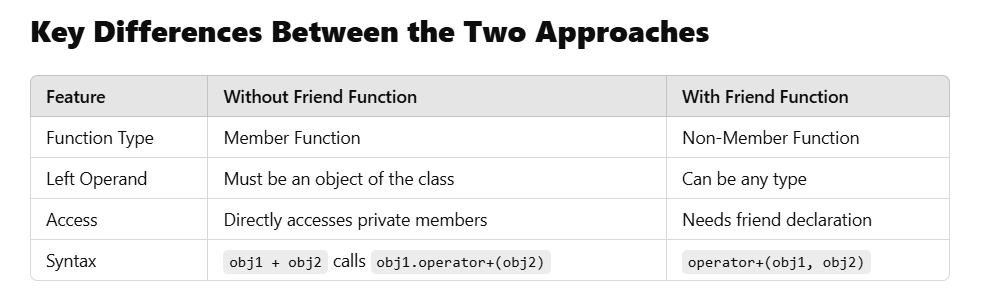 Key Differences Between the Two Approaches
Feature Without Friend Function With Friend Function
Function Type Member Function Non-Member Function
Left Operand Must be an object of the class Can be any type
Access Directly accesses private members Needs friend declaration
Syntax obj1 + obj2 calls obj1.operator+(obj2) operator+(obj1, obj2)